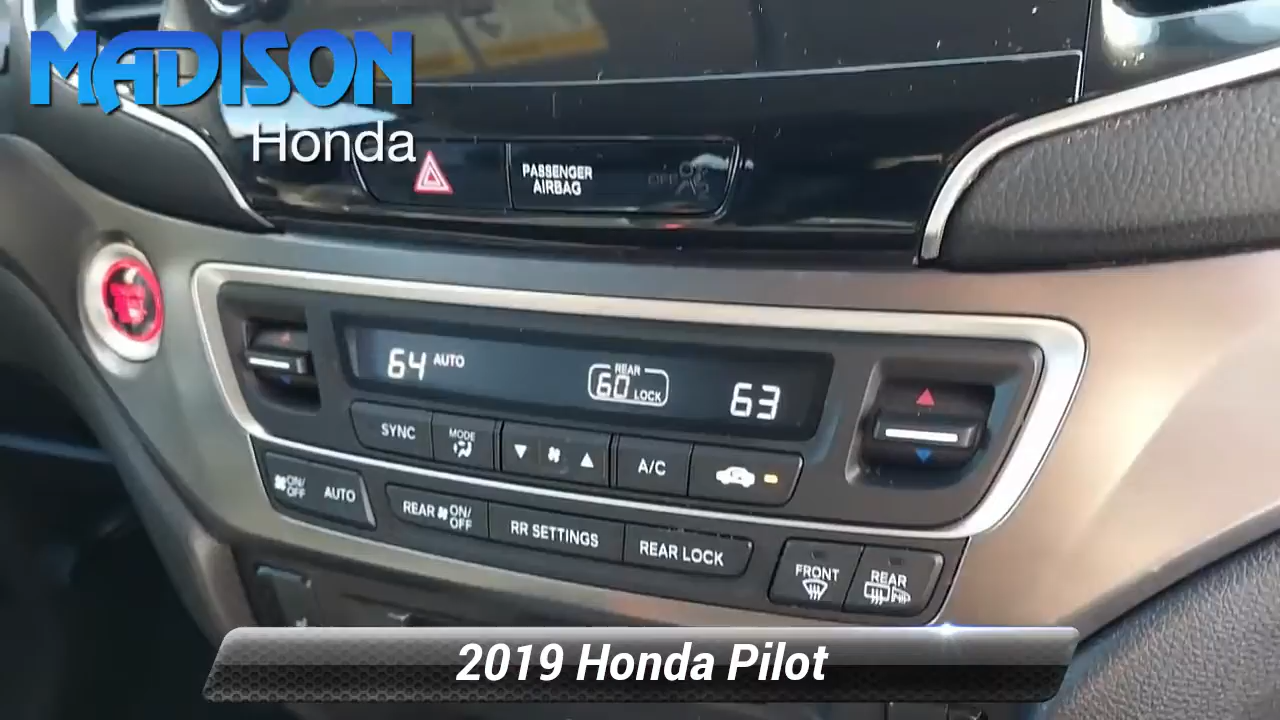 MADISON
Honda
PASSENGER
AIRBAG
OFF
64 AUTO
REAR
60 LOCK
63
SYNC
MODE
A/C
ON/
OFF
AUTO
REAR ON/
OFF
RR SETTINGS
REAR LOCK
FRONT
REAR
2019 Honda Pilot